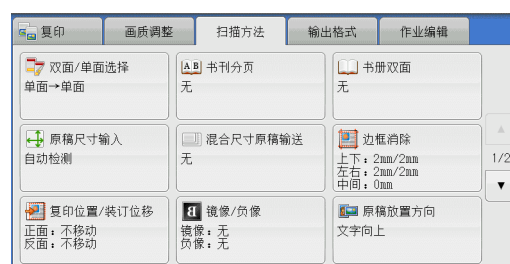 复印 画质调整 扫描方法 输出格式 作业编辑
双面/单面选择
单面→单面
A B 书刊分页
无
书册双面
无
原稿尺寸输入
自动检测
混合尺寸原稿输送
无
边框消除
上下：2mm/2mm
左右：2mm/2mm
中间：0mm
1/2
复印位置/装订位移
正面：不移动
反面：不移动
镜像/负像
镜像：无
负像：无
原稿放置方向
文字向上